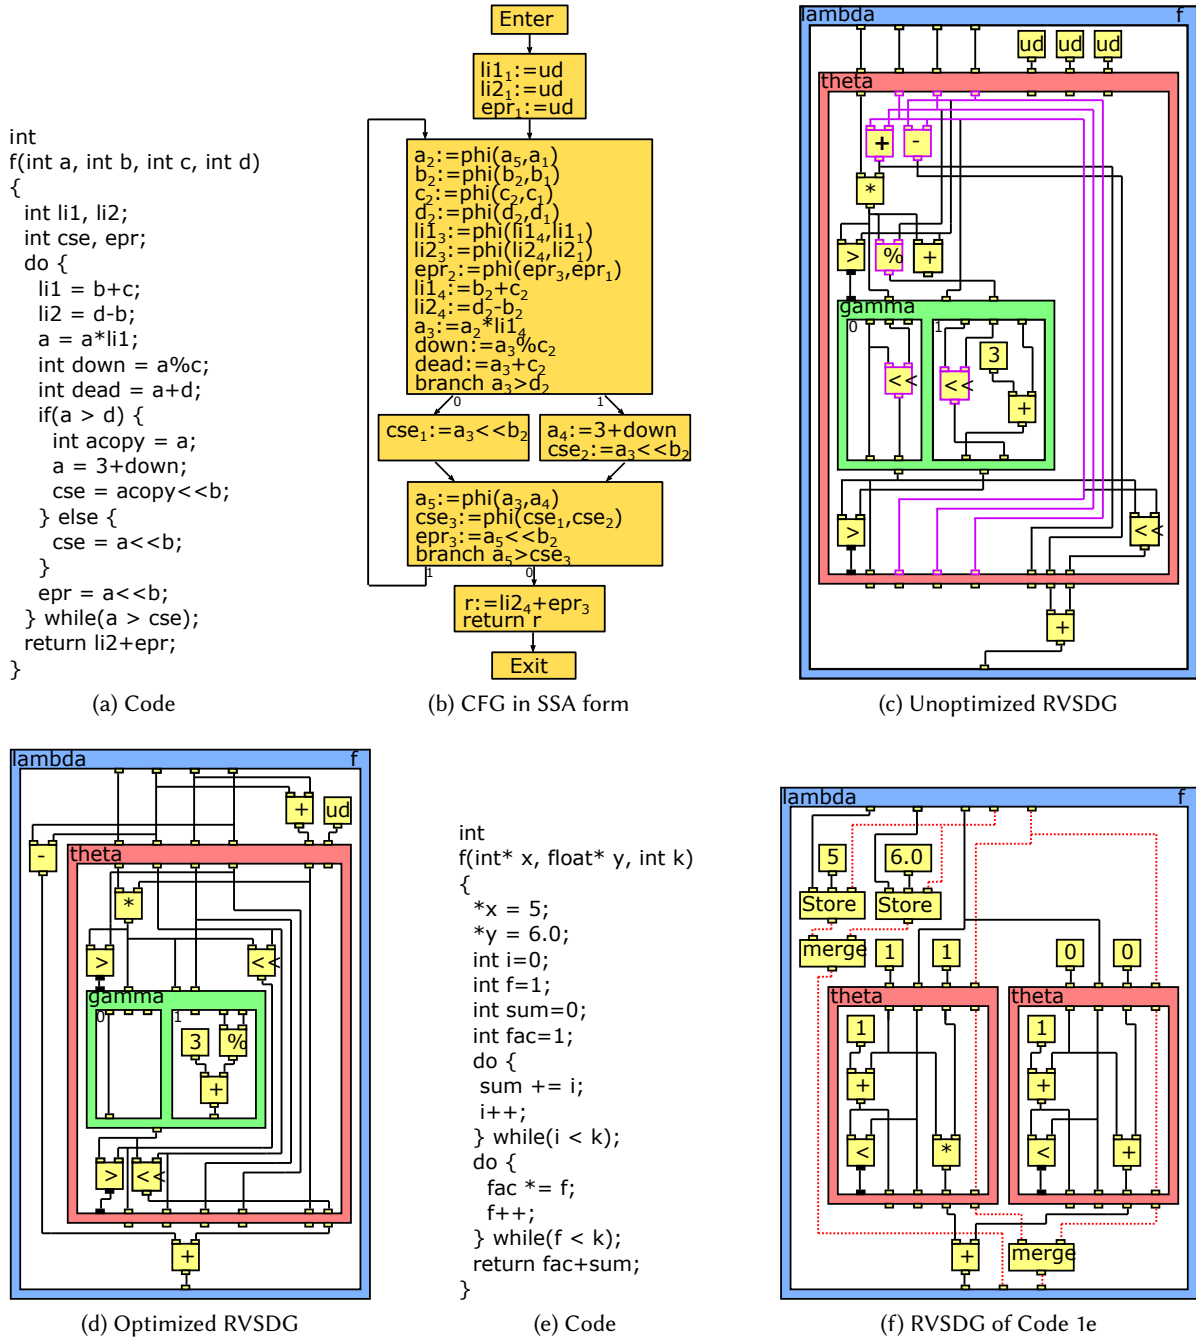 int
f(int a, int b, int c, int d)
{
int li1, li2;
int cse, epr;
do {
li1 = b+c;
li2 = d-b;
a = a*li1;
int down = a%c;
int dead = a+d;
if(a > d) {
int acopy = a;
a = 3+down;
cse = acopy<<b;
} else {
cse = a<<b;
}
epr = a<<b;
} while(a > cse);
return li2+epr;
}
(a) Code
Enter
li1₁:=ud
li2₁:=ud
epr₁:=ud
a₂:=phi(a₅,a₁)
b₂:=phi(b₂,b₁)
c₂:=phi(c₂,c₁)
d₂:=phi(d₂,d₁)
li1₃:=phi(li1₄,li1₁)
li2₃:=phi(li2₄,li2₁)
epr₂:=phi(epr₃,epr₁)
li1₄:=b₂+c₂
li2₄:=d₂-b₂
a₃:=a₂*li1₄
down:=a₃%c₂
dead:=a₃+c₂
branch a₃>d₂
0 1
cse₁:=a₃<<b₂
a₄:=3+down
cse₂:=a₃<<b₂
a₅:=phi(a₃,a₄)
cse₃:=phi(cse₁,cse₂)
epr₃:=a₅<<b₂
branch a₅>cse₃
1 0
r:=li2₄+epr₃
return r
Exit
(b) CFG in SSA form
lambda f
ud ud ud
theta
+ -
*
> % +
gamma
0 1
3
<< <<
+
> <<
+
(c) Unoptimized RVSDG
lambda f
+ ud
-
theta
*
> <<
gamma
0 1
3 %
+
> <<
+
(d) Optimized RVSDG
int
f(int* x, float* y, int k)
{
*x = 5;
*y = 6.0;
int i=0;
int f=1;
int sum=0;
int fac=1;
do {
sum += i;
i++;
} while(i < k);
do {
fac *= f;
f++;
} while(f < k);
return fac+sum;
}
(e) Code
lambda f
5 6.0
Store Store
merge 1 1 0 0
theta theta
1 1
+ +
< * < +
+ merge
(f) RVSDG of Code 1e